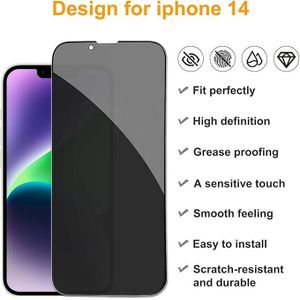 Design for iphone 14
Fit perfectly
High definition
Grease proofing
A sensitive touch
Smooth feeling
Easy to install
Scratch-resistant
and durable